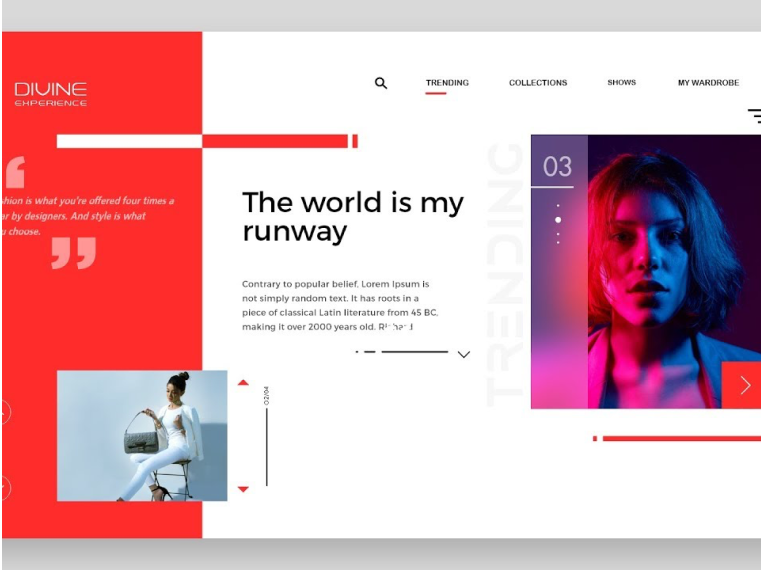 DIVINE
EXPERIENCE
TRENDING
COLLECTIONS
SHOWS
MY WARDROBE
shion is what you're offered four times a
ar by designers. And style is what
u choose.
The world is my
runway
Contrary to popular belief, Lorem Ipsum is
not simply random text. It has roots in a
piece of classical Latin literature from 45 BC,
making it over 2000 years old.
TRENDING
03
02/04